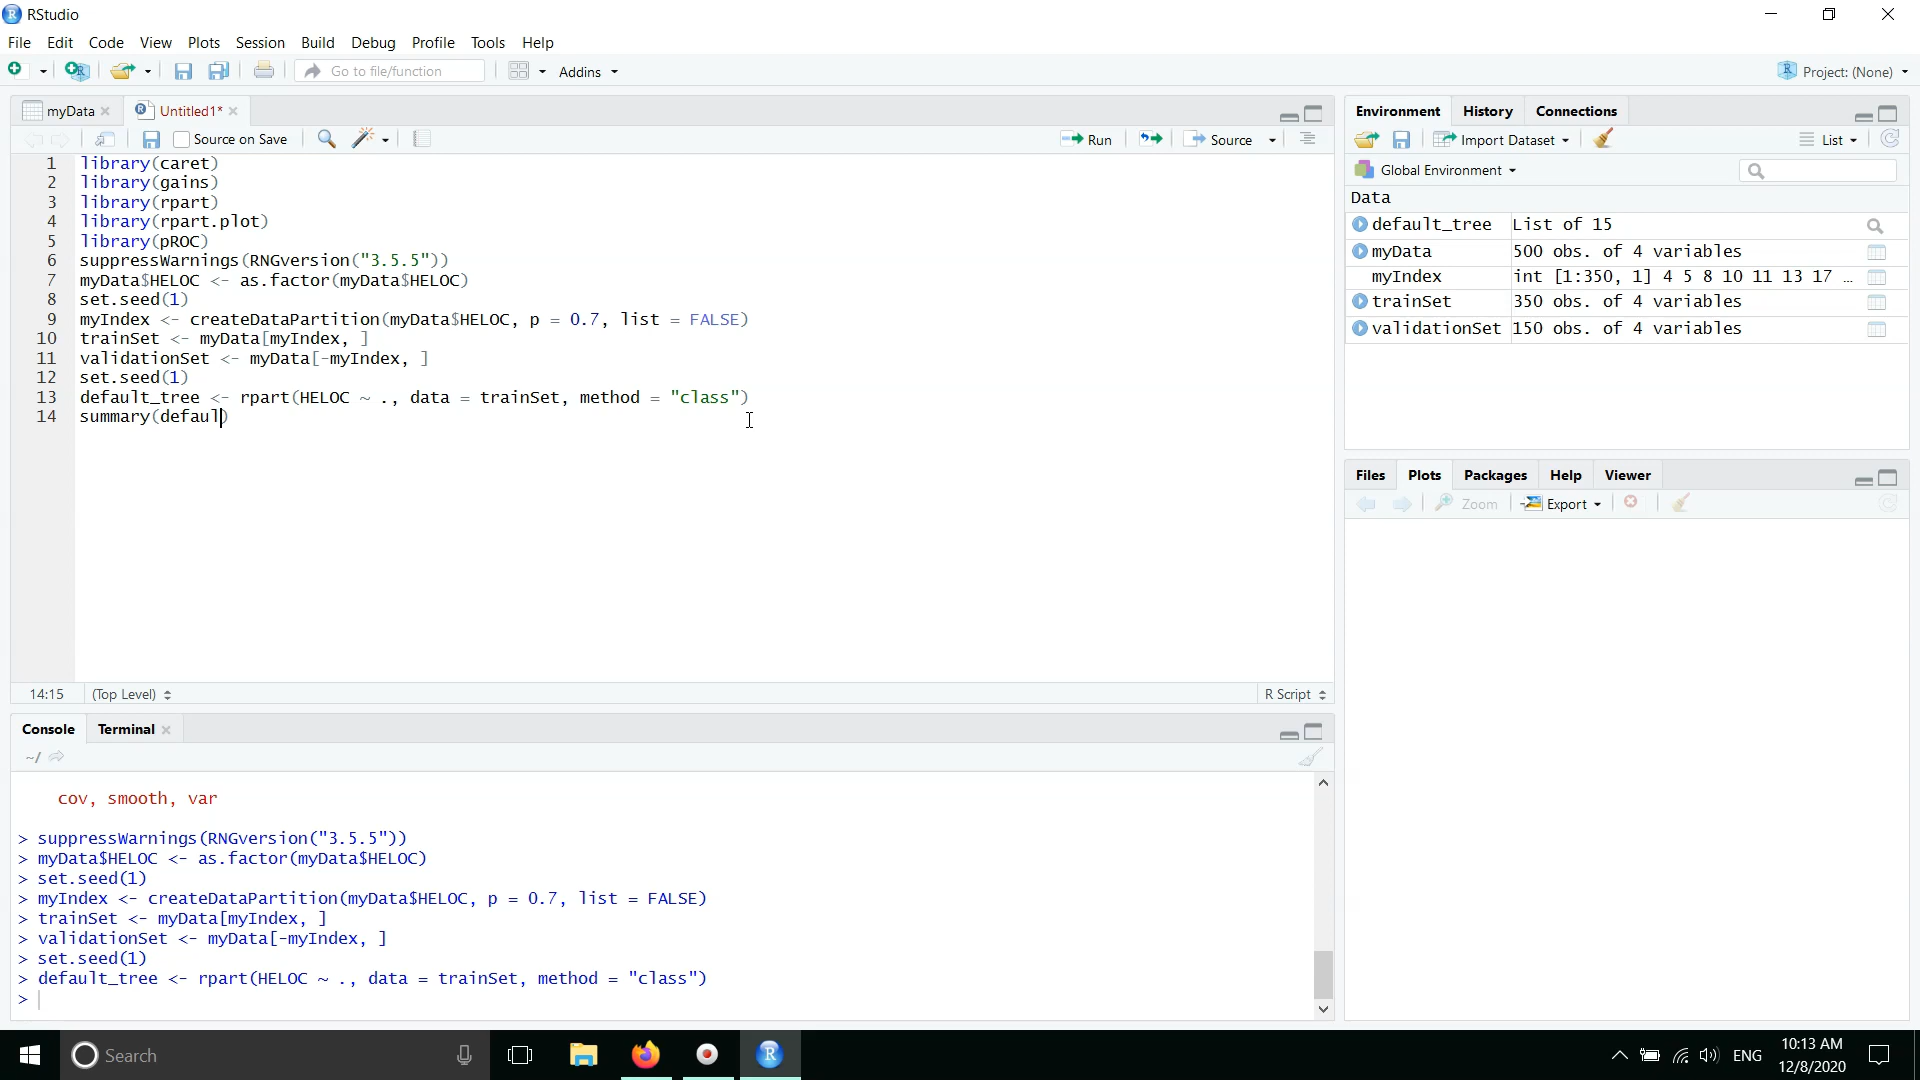 RStudio
File Edit Code View Plots Session Build Debug Profile Tools Help
Go to file/function Addins Project: (None)
myData Untitled1*
Source on Save Run Source
1 library(caret)
2 library(gains)
3 library(rpart)
4 library(rpart.plot)
5 library(pROC)
6 suppressWarnings(RNGversion("3.5.5"))
7 myData$HELOC <- as.factor(myData$HELOC)
8 set.seed(1)
9 myIndex <- createDataPartition(myData$HELOC, p = 0.7, list = FALSE)
10 trainSet <- myData[myIndex, ]
11 validationSet <- myData[-myIndex, ]
12 set.seed(1)
13 default_tree <- rpart(HELOC ~ ., data = trainSet, method = "class")
14 summary(defaul)
14:15 (Top Level) R Script
Console Terminal
~/
cov, smooth, var
> suppressWarnings(RNGversion("3.5.5"))
> myData$HELOC <- as.factor(myData$HELOC)
> set.seed(1)
> myIndex <- createDataPartition(myData$HELOC, p = 0.7, list = FALSE)
> trainSet <- myData[myIndex, ]
> validationSet <- myData[-myIndex, ]
> set.seed(1)
> default_tree <- rpart(HELOC ~ ., data = trainSet, method = "class")
>
Environment History Connections
Import Dataset List
Global Environment
Data
default_tree List of 15
myData 500 obs. of 4 variables
myIndex int [1:350, 1] 4 5 8 10 11 13 17 ...
trainSet 350 obs. of 4 variables
validationSet 150 obs. of 4 variables
Files Plots Packages Help Viewer
Zoom Export
Search
ENG
10:13 AM
12/8/2020